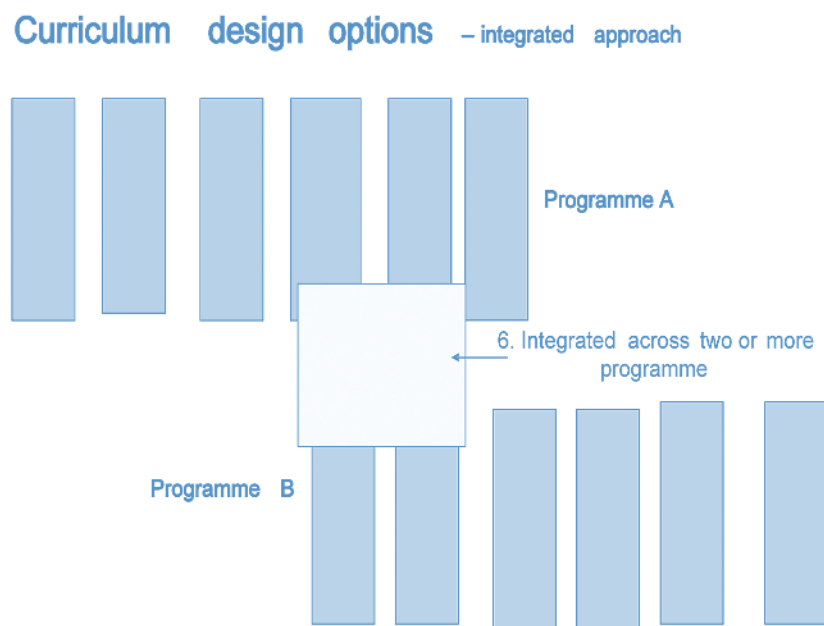 Curriculum design options – integrated approach
Programme A
6. Integrated across two or more
programme
Programme B